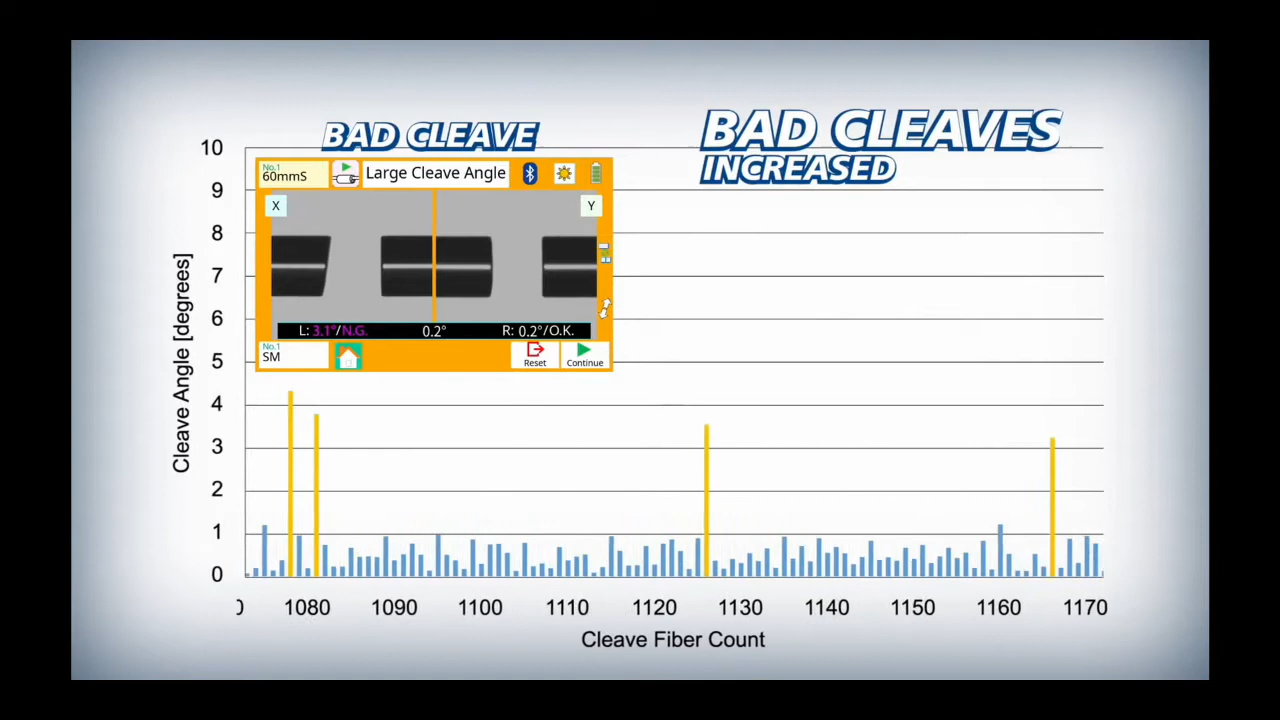 BAD CLEAVE
BAD CLEAVES
INCREASED
No.1
60mmS
Large Cleave Angle
X
Y
L: 3.1°/N.G.
0.2°
R: 0.2°/O.K.
No.1
SM
Reset
Continue
Cleave Angle [degrees]
10
9
8
7
6
5
4
3
2
1
0
0 1080 1090 1100 1110 1120 1130 1140 1150 1160 1170
Cleave Fiber Count